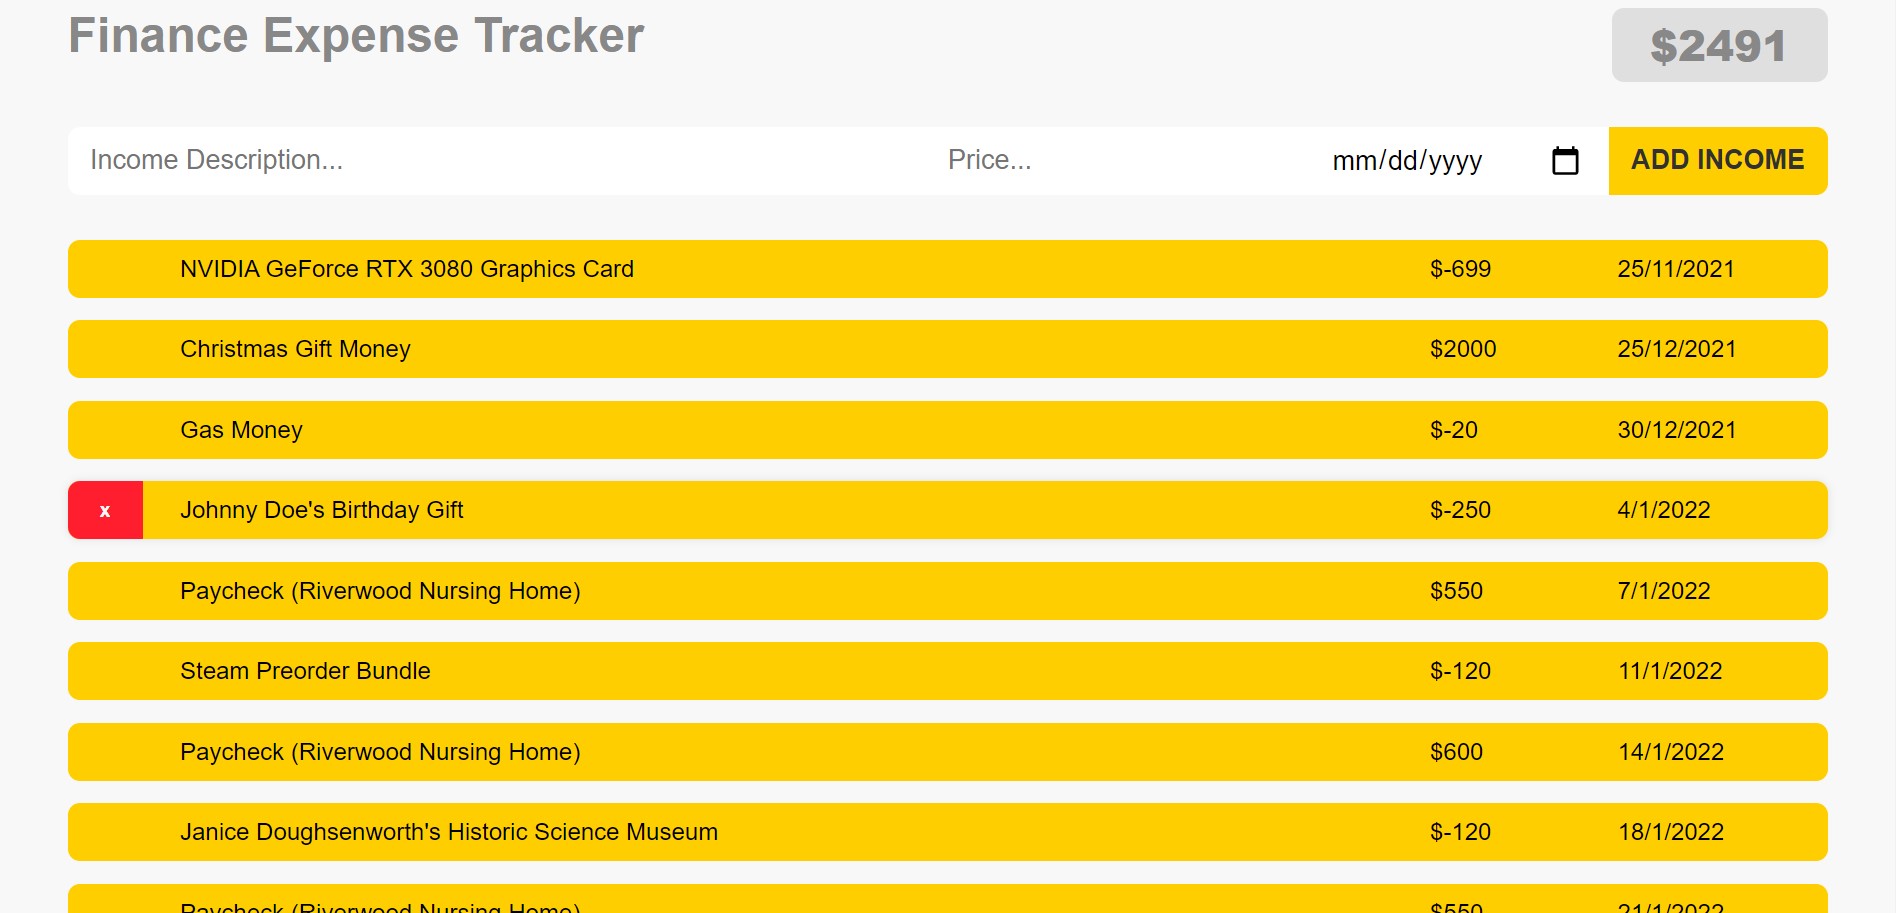 Finance Expense Tracker $2491
Income Description... Price... mm/dd/yyyy ADD INCOME
NVIDIA GeForce RTX 3080 Graphics Card $-699 25/11/2021
Christmas Gift Money $2000 25/12/2021
Gas Money $-20 30/12/2021
x Johnny Doe's Birthday Gift $-250 4/1/2022
Paycheck (Riverwood Nursing Home) $550 7/1/2022
Steam Preorder Bundle $-120 11/1/2022
Paycheck (Riverwood Nursing Home) $600 14/1/2022
Janice Doughsenworth's Historic Science Museum $-120 18/1/2022
Paycheck (Riverwood Nursing Home) $550 21/1/2022